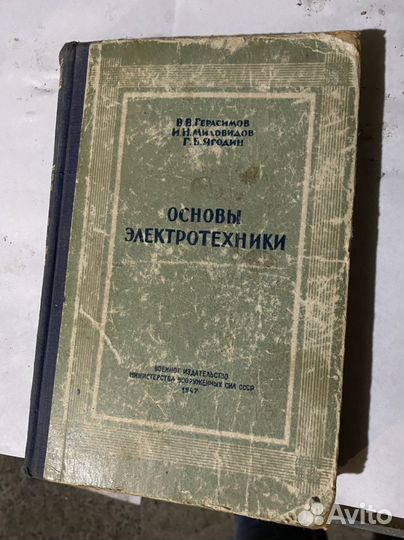 В. В. ГЕРАСИМОВ
И. Н. МИЛОВИДОВ
Г. Б. ЯГОДИН
ОСНОВЫ
ЭЛЕКТРОТЕХНИКИ
ВОЕННОЕ ИЗДАТЕЛЬСТВО
МИНИСТЕРСТВА ВООРУЖЕННЫХ СИЛ СССР
1947
Avito